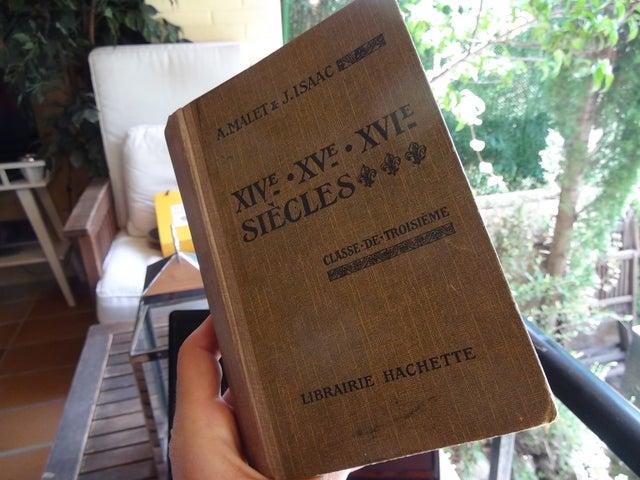 A. MALET & J. ISAAC
XIVE · XVE · XVIE
SIÈCLES
CLASSE · DE · TROISIÈME
LIBRAIRIE HACHETTE